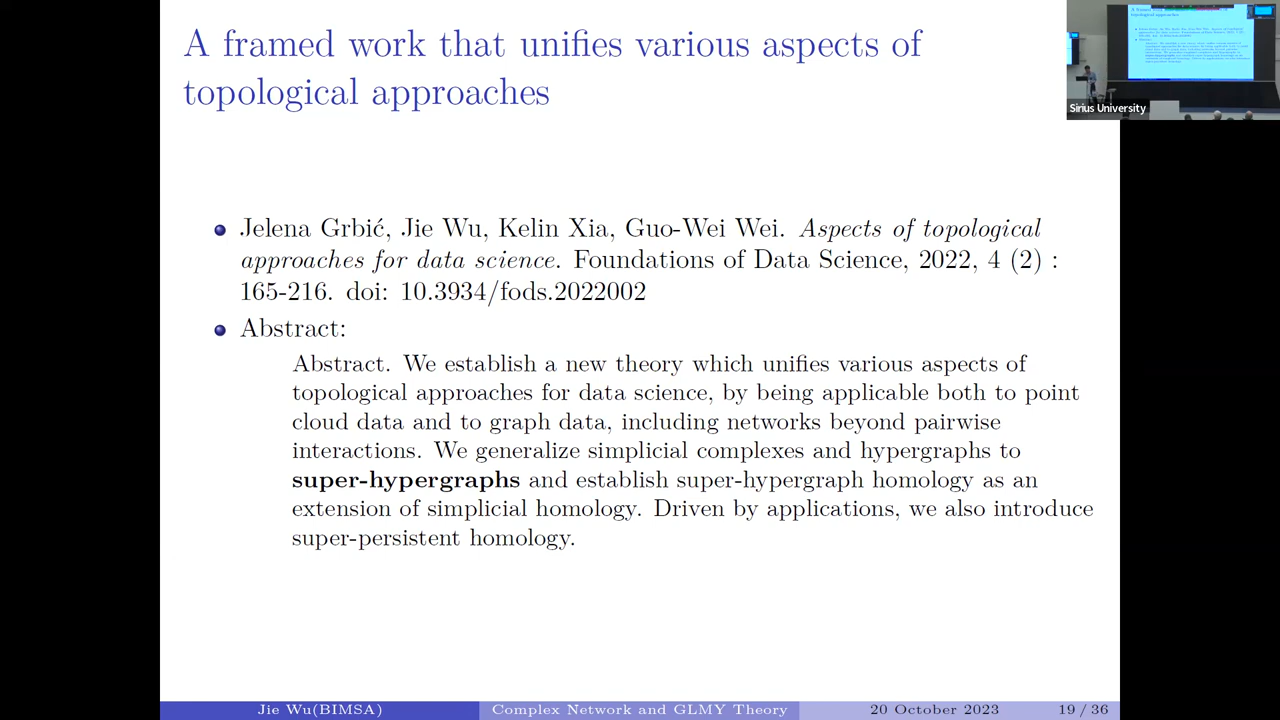 A framed work that unifies various aspects of
topological approaches
Sirius University
Jelena Grbić, Jie Wu, Kelin Xia, Guo-Wei Wei. Aspects of topological
approaches for data science. Foundations of Data Science, 2022, 4 (2) :
165-216. doi: 10.3934/fods.2022002
Abstract:
Abstract. We establish a new theory which unifies various aspects of
topological approaches for data science, by being applicable both to point
cloud data and to graph data, including networks beyond pairwise
interactions. We generalize simplicial complexes and hypergraphs to
super-hypergraphs and establish super-hypergraph homology as an
extension of simplicial homology. Driven by applications, we also introduce
super-persistent homology.
Jie Wu(BIMSA) Complex Network and GLMY Theory 20 October 2023 19 / 36